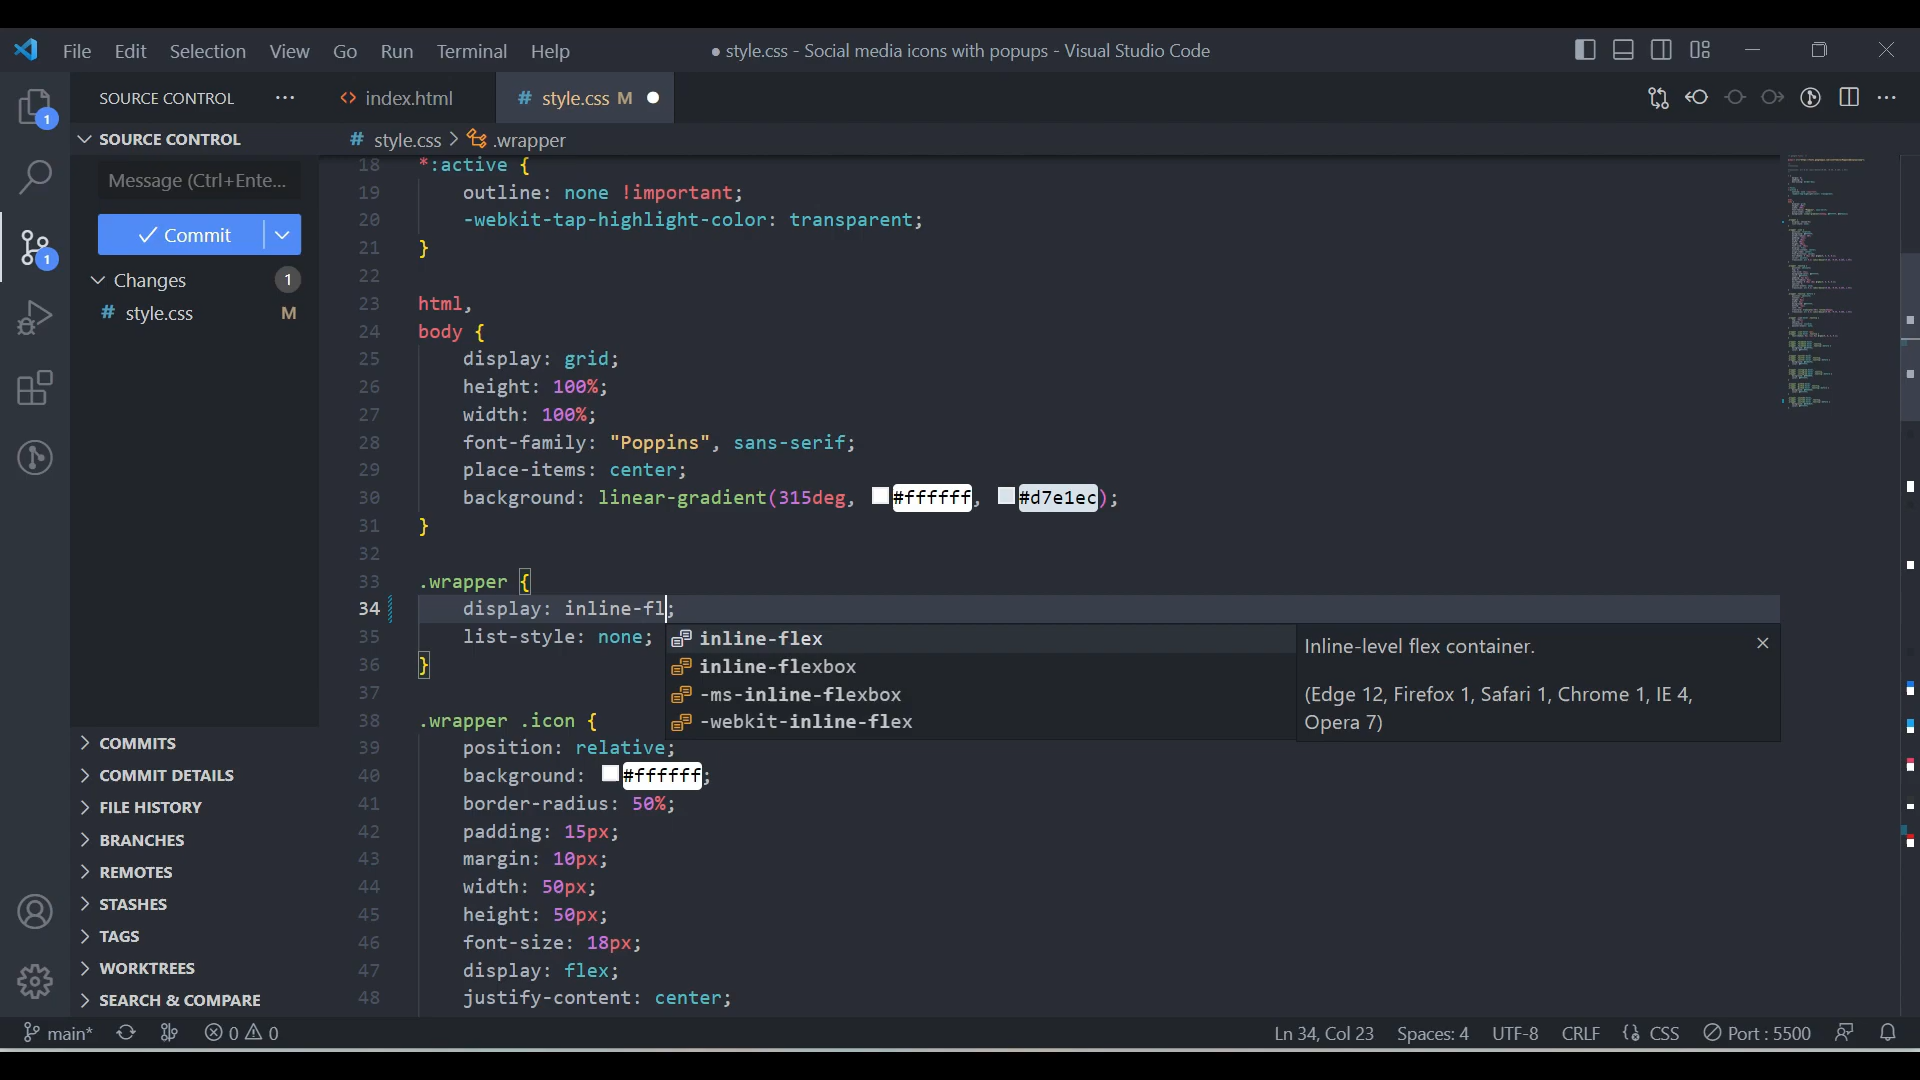 File Edit Selection View Go Run Terminal Help
● style.css - Social media icons with popups - Visual Studio Code
SOURCE CONTROL ···
<> index.html
# style.css M ●
1
SOURCE CONTROL
# style.css > .wrapper
Message (Ctrl+Ente...
Commit
1
Changes 1
# style.css M
18 *:active {
19 outline: none !important;
20 -webkit-tap-highlight-color: transparent;
21 }
22
23 html,
24 body {
25 display: grid;
26 height: 100%;
27 width: 100%;
28 font-family: "Poppins", sans-serif;
29 place-items: center;
30 background: linear-gradient(315deg, #ffffff, #d7e1ec);
31 }
32
33 .wrapper {
34 display: inline-fl;
35 list-style: none;
36 }
37
38 .wrapper .icon {
39 position: relative;
40 background: #ffffff;
41 border-radius: 50%;
42 padding: 15px;
43 margin: 10px;
44 width: 50px;
45 height: 50px;
46 font-size: 18px;
47 display: flex;
48 justify-content: center;
inline-flex
inline-flexbox
-ms-inline-flexbox
-webkit-inline-flex
Inline-level flex container.
(Edge 12, Firefox 1, Safari 1, Chrome 1, IE 4,
Opera 7)
COMMITS
COMMIT DETAILS
FILE HISTORY
BRANCHES
REMOTES
STASHES
TAGS
WORKTREES
SEARCH & COMPARE
main* 0 0
Ln 34, Col 23 Spaces: 4 UTF-8 CRLF {} CSS Port : 5500